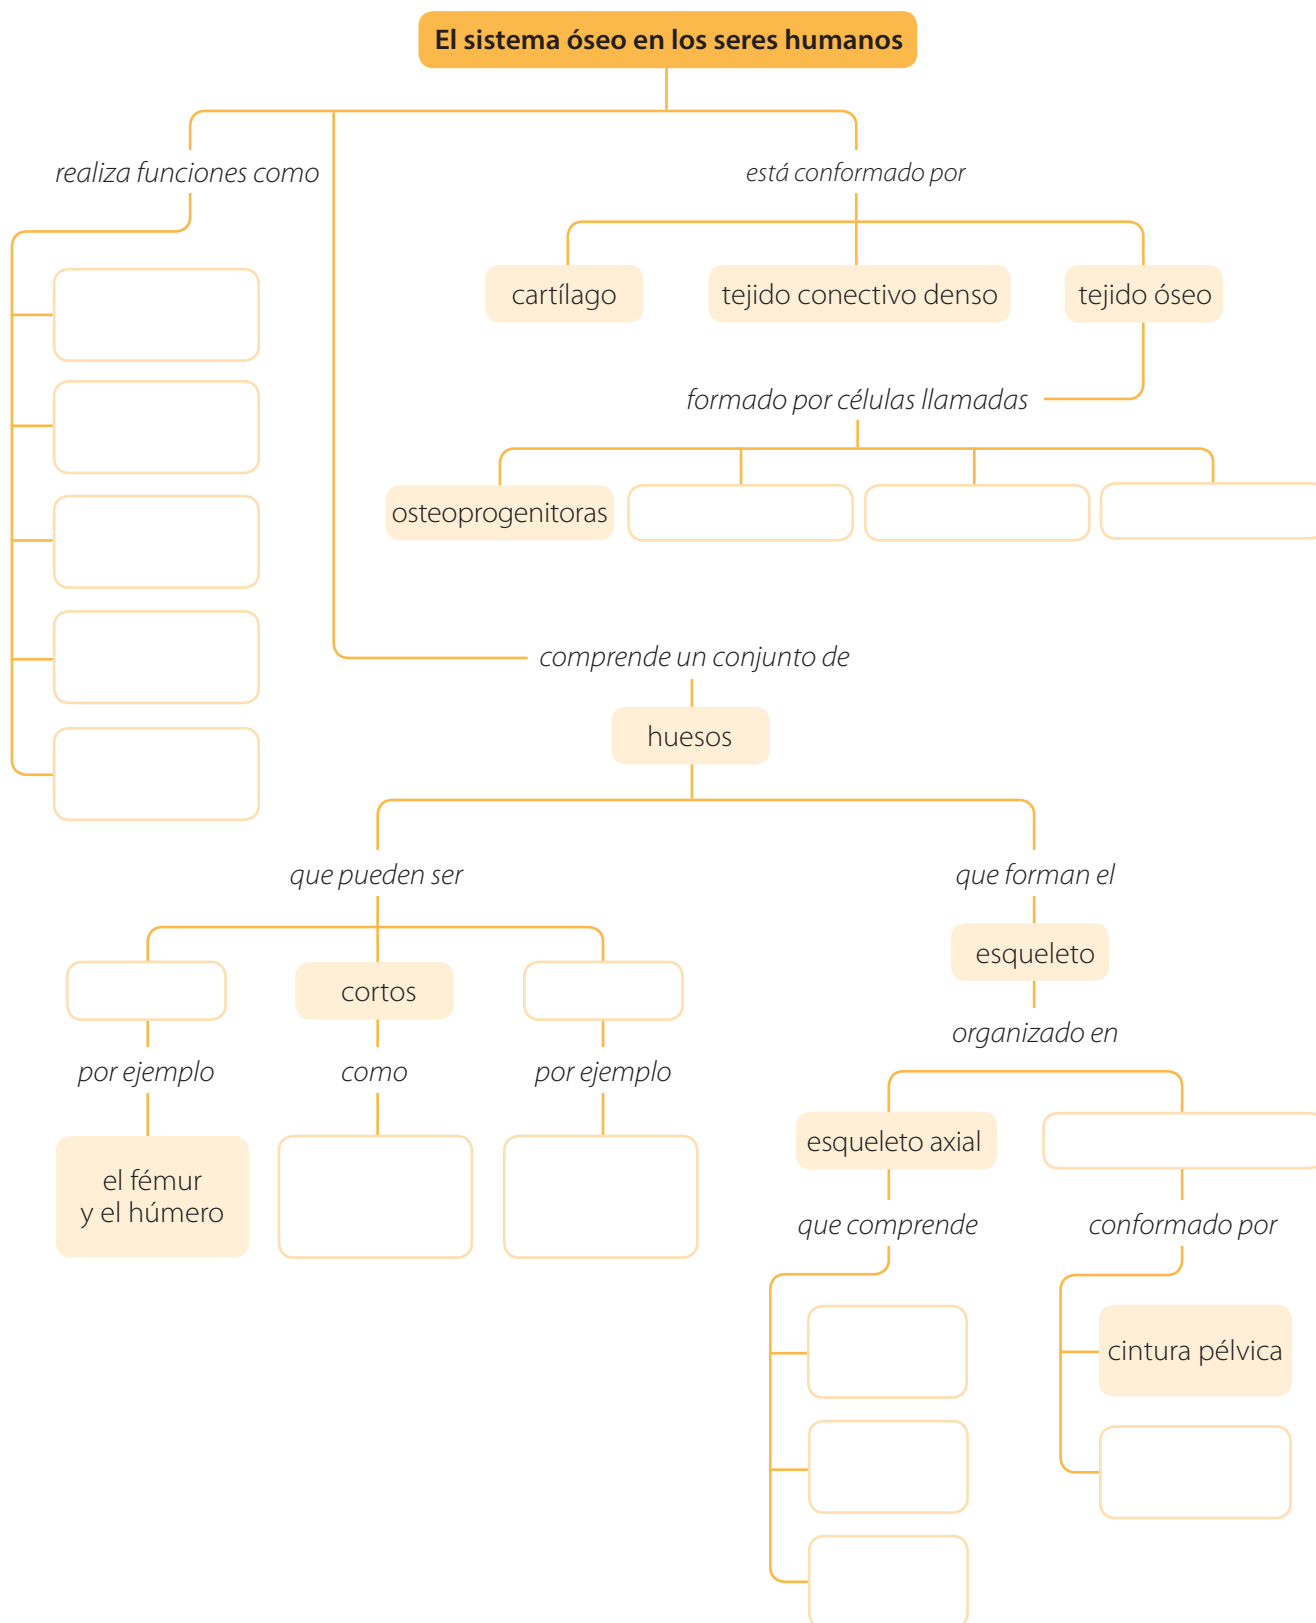 El sistema óseo en los seres humanos
realiza funciones como
está conformado por
cartílago
tejido conectivo denso
tejido óseo
formado por células llamadas
osteoprogenitoras
comprende un conjunto de
huesos
que pueden ser
que forman el
esqueleto
cortos
organizado en
por ejemplo
como
por ejemplo
esqueleto axial
el fémur
y el húmero
que comprende
conformado por
cintura pélvica